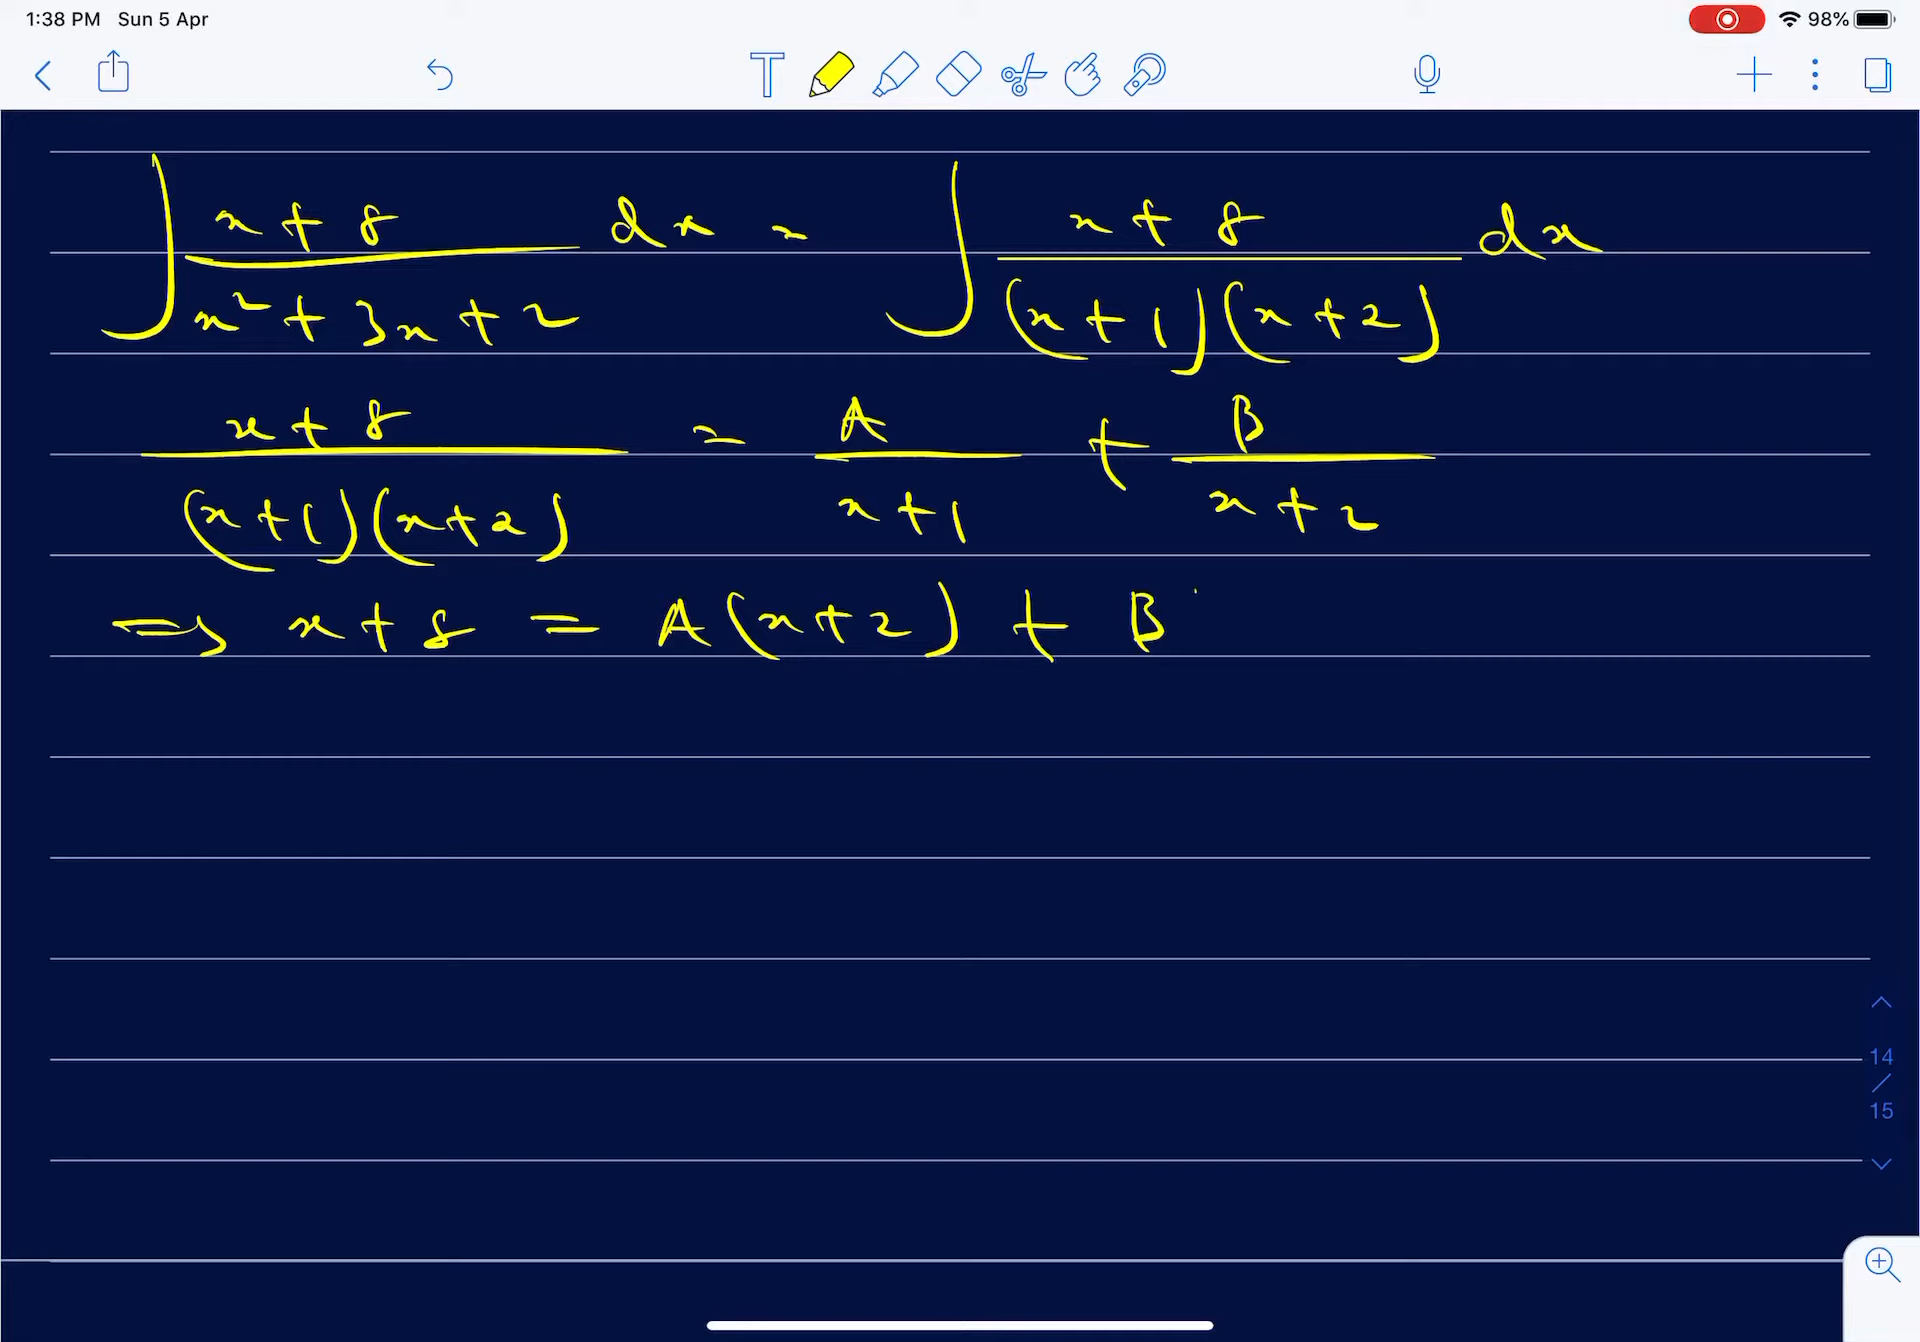 1:38 PM Sun 5 Apr 98%
∫ x + 8 / x² + 3x + 2 dx = ∫ x + 8 / (x + 1)(x + 2) dx
x + 8 / (x + 1)(x + 2) = A / x + 1 + B / x + 2
⇒ x + 8 = A(x + 2) + B
14
/
15